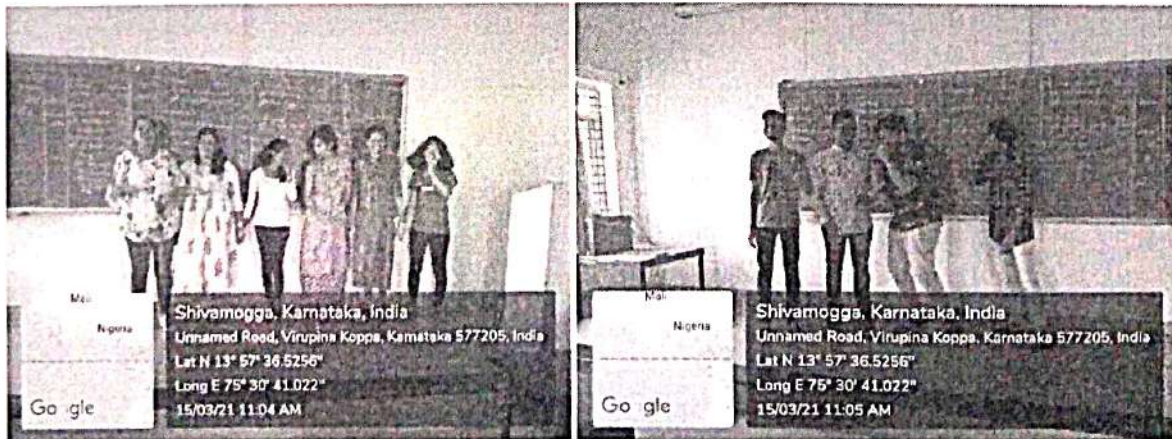 Mali
Nigeria
Google
Shivamogga, Karnataka, India
Unnamed Road, Virupina Koppa, Karnataka 577205, India
Lat N 13° 57' 36.5256"
Long E 75° 30' 41.022"
15/03/21 11:04 AM
Mali
Nigeria
Google
Shivamogga, Karnataka, India
Unnamed Road, Virupina Koppa, Karnataka 577205, India
Lat N 13° 57' 36.5256"
Long E 75° 30' 41.022"
15/03/21 11:05 AM